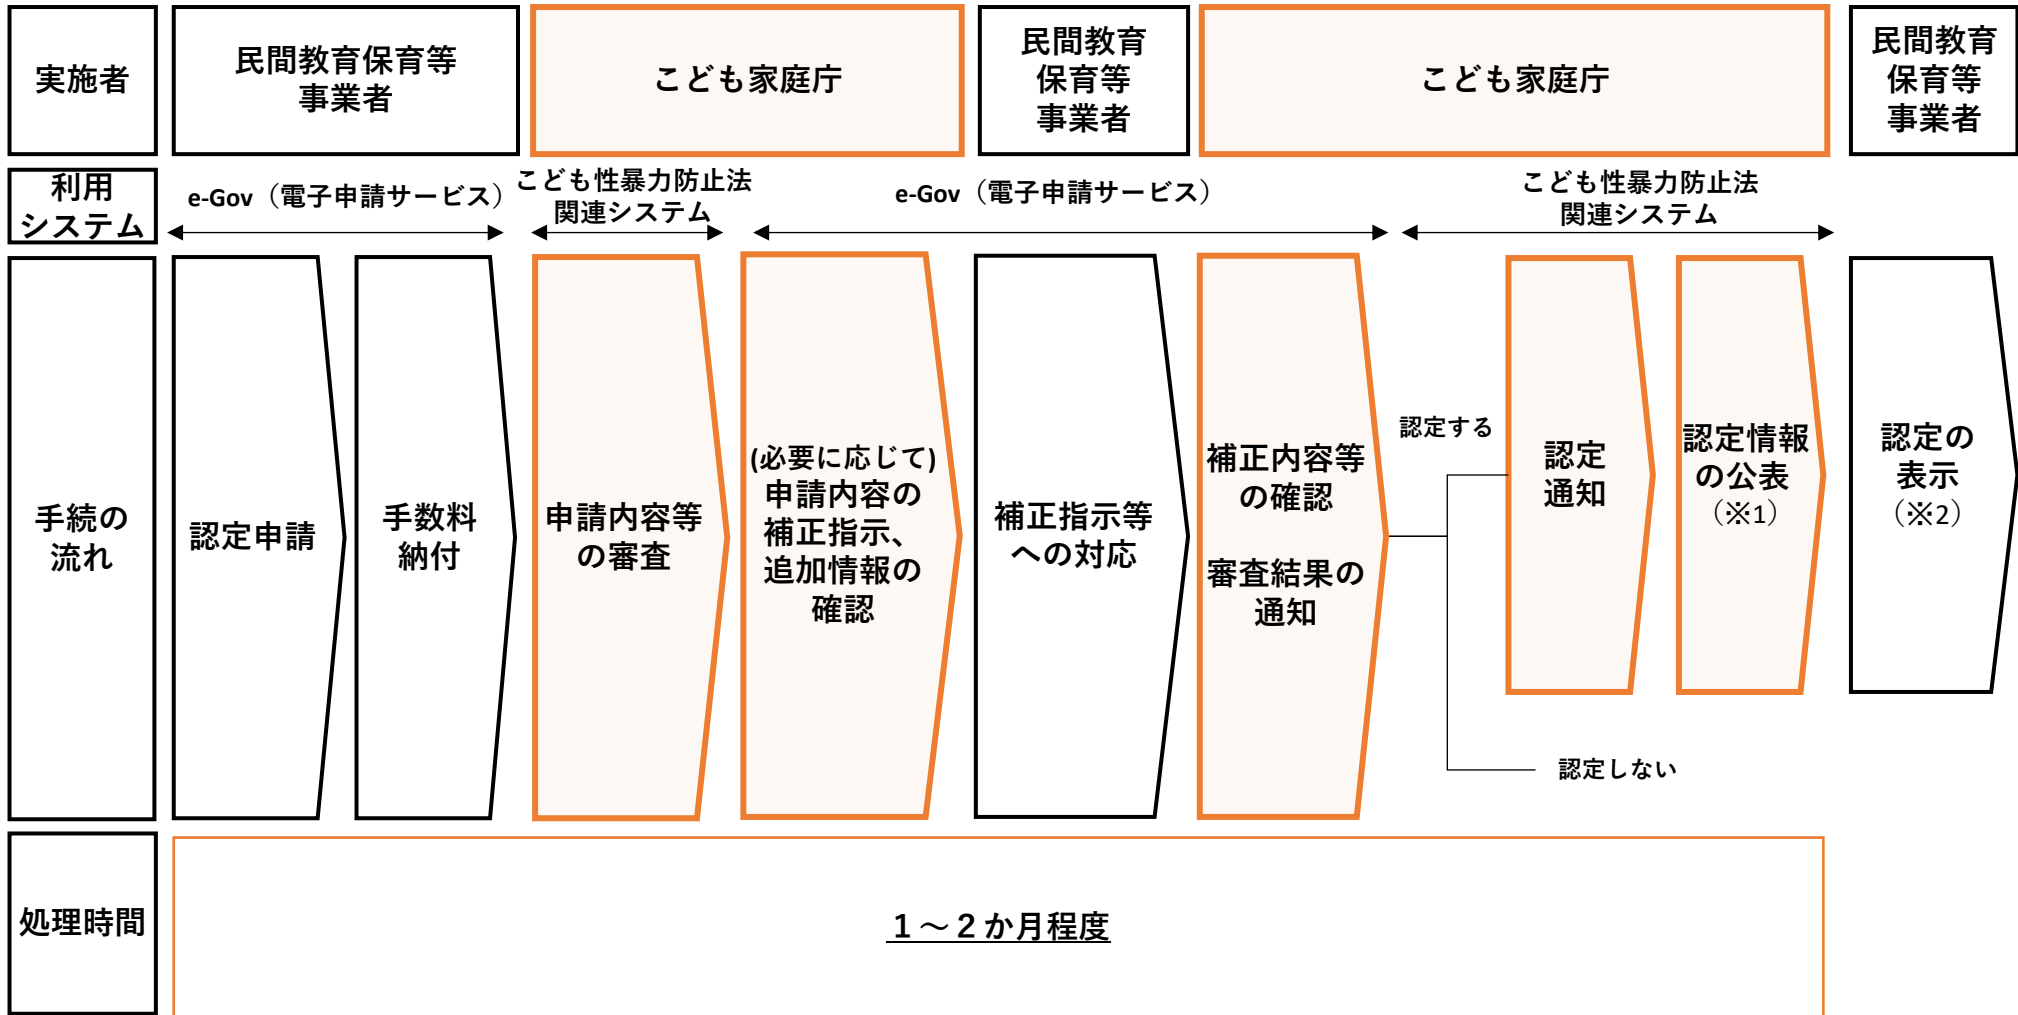 実施者
民間教育保育等
事業者
こども家庭庁
民間教育
保育等
事業者
こども家庭庁
民間教育
保育等
事業者
利用
システム
e-Gov（電子申請サービス）
こども性暴力防止法
関連システム
e-Gov（電子申請サービス）
こども性暴力防止法
関連システム
手続の
流れ
認定申請
手数料
納付
申請内容等
の審査
(必要に応じて)
申請内容の
補正指示、
追加情報の
確認
補正指示等
への対応
補正内容等
の確認
審査結果の
通知
認定する
認定しない
認定
通知
認定情報
の公表
（※1）
認定の
表示
（※2）
処理時間
１～２か月程度